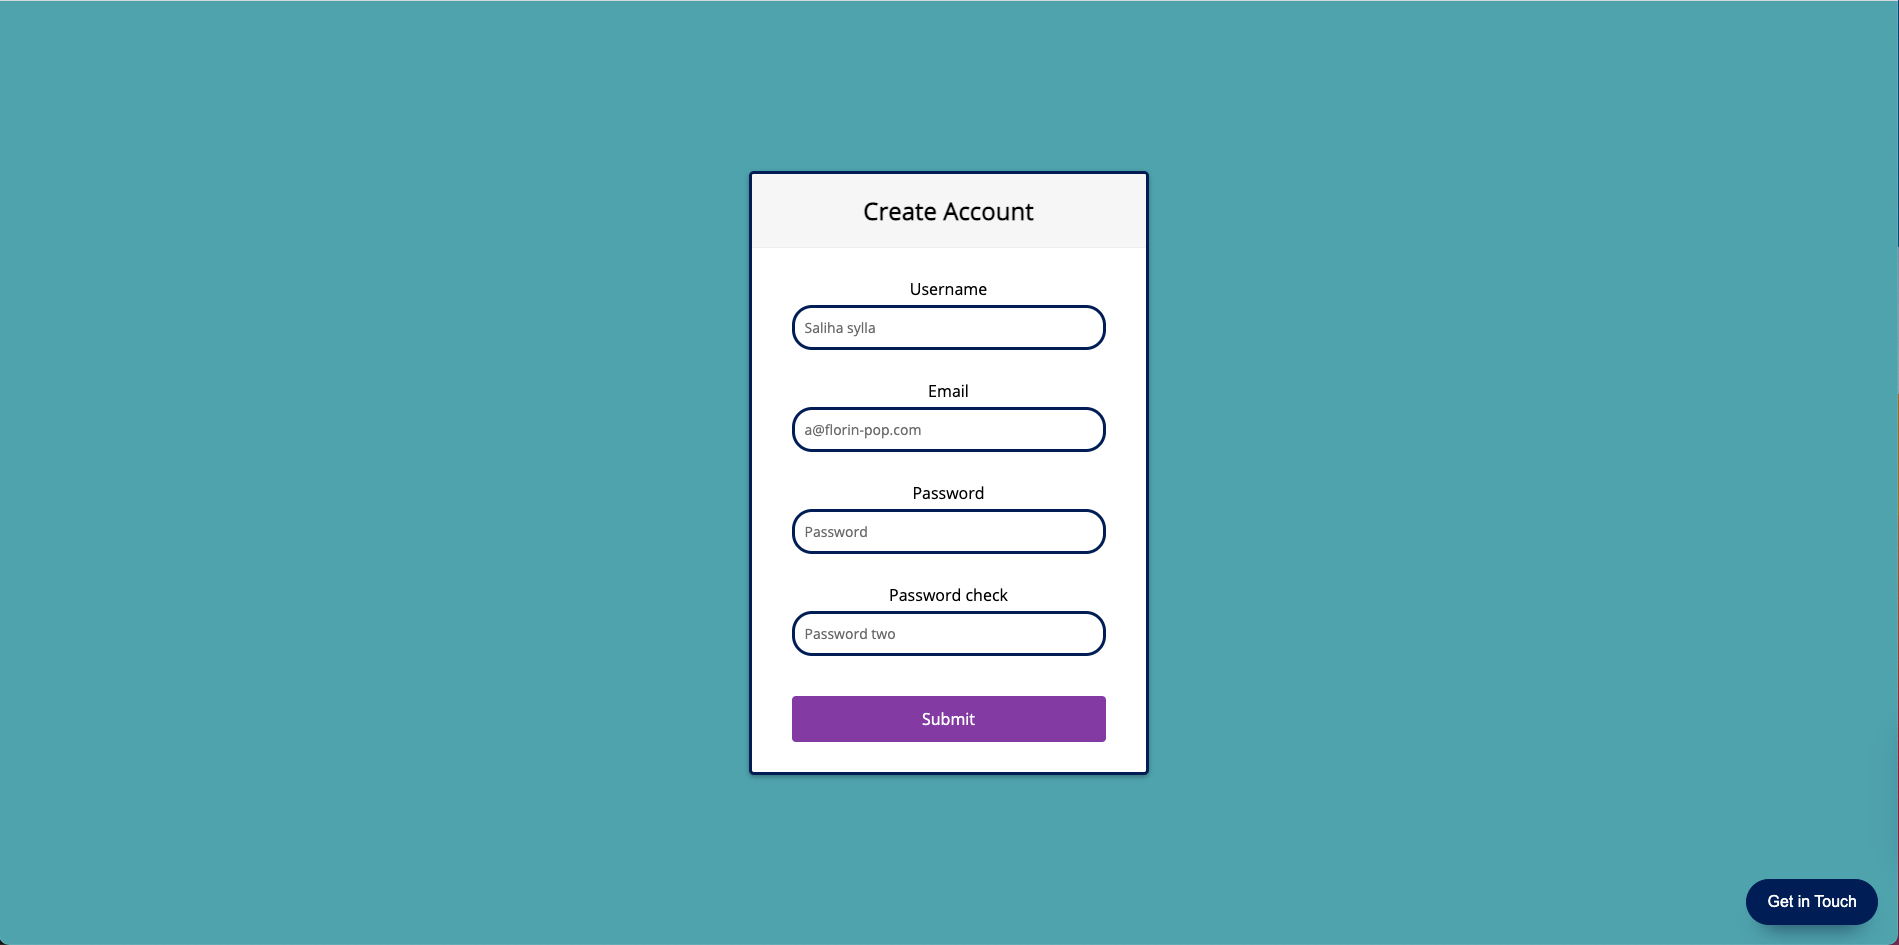 Create Account
Username
Saliha sylla
Email
a@florin-pop.com
Password
Password
Password check
Password two
Submit
Get in Touch